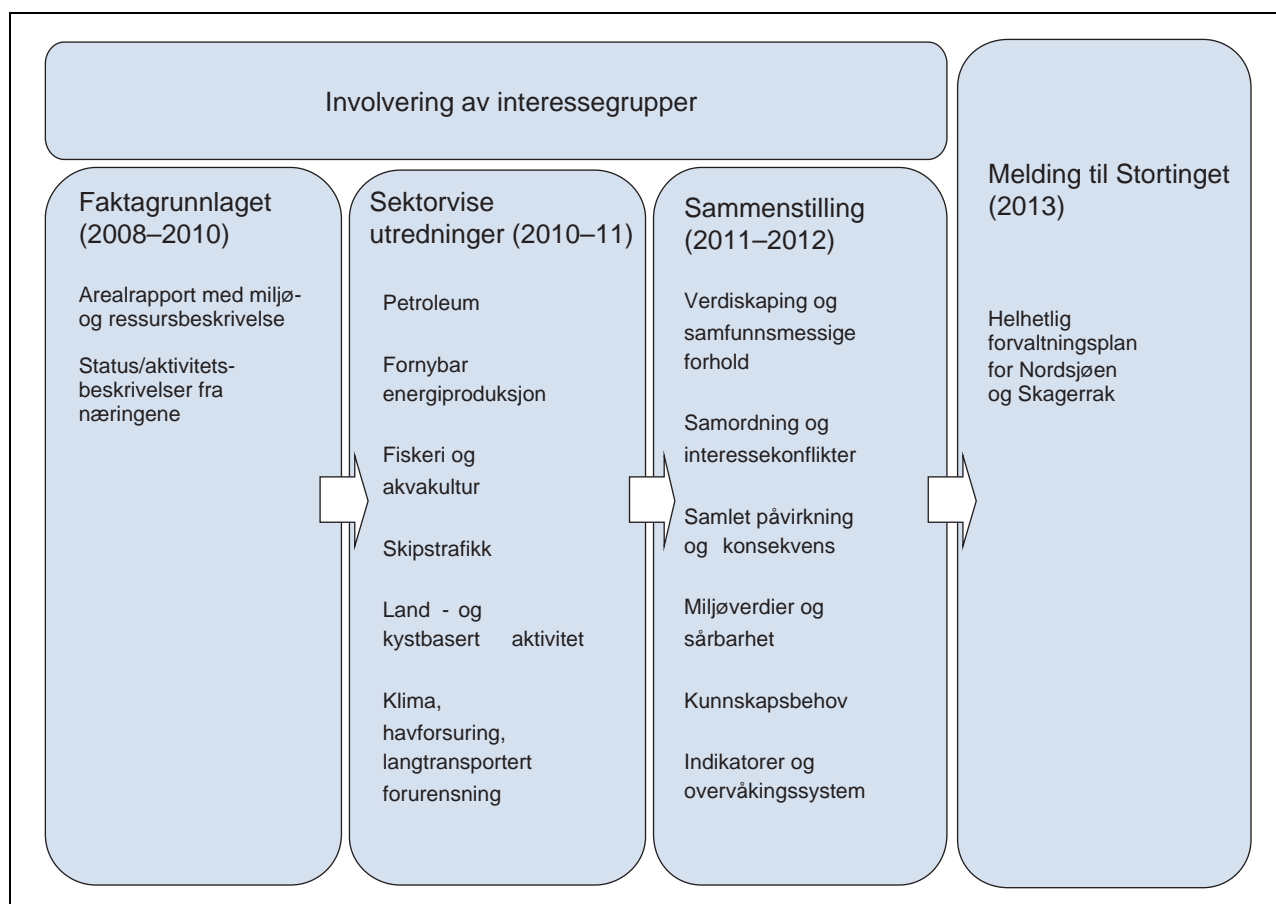 Involvering av interessegrupper
Faktagrunnlaget
(2008–2010)
Arealrapport med miljø-
og ressursbeskrivelse
Status/aktivitets-
beskrivelser fra
næringene
Sektorvise
utredninger (2010–11)
Petroleum
Fornybar
energiproduksjon
Fiskeri og
akvakultur
Skipstrafikk
Land - og
kystbasert aktivitet
Klima,
havforsuring,
langtransportert
forurensning
Sammenstilling
(2011–2012)
Verdiskaping og
samfunnsmessige
forhold
Samordning og
interessekonflikter
Samlet påvirkning
og konsekvens
Miljøverdier og
sårbarhet
Kunnskapsbehov
Indikatorer og
overvåkingssystem
Melding til Stortinget
(2013)
Helhetlig
forvaltningsplan
for Nordsjøen
og Skagerrak